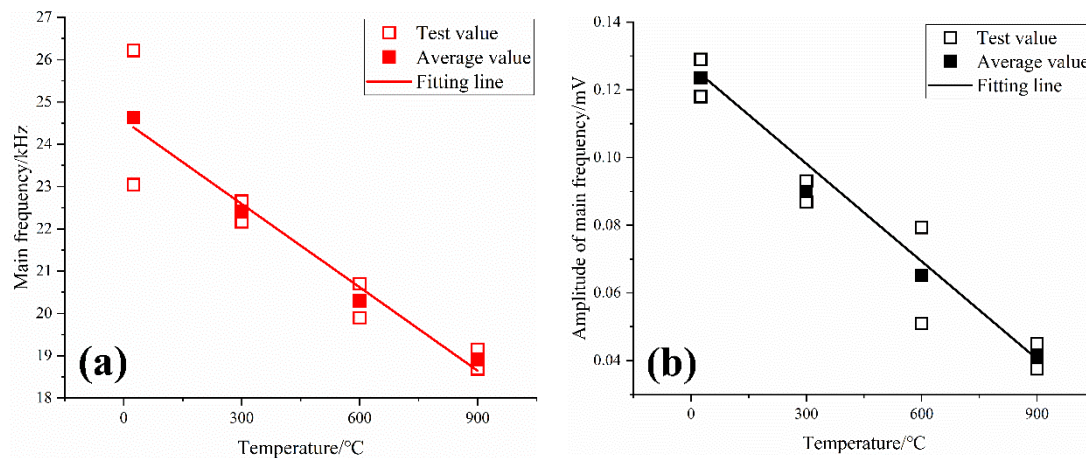 27
26
25
24
23
22
21
20
19
18
Main frequency/kHz
Test value
Average value
Fitting line
(a)
0 300 600 900
Temperature/℃
0.14
0.12
0.10
0.08
0.06
0.04
Amplitude of main frequency/mV
Test value
Average value
Fitting line
(b)
0 300 600 900
Temperature/℃